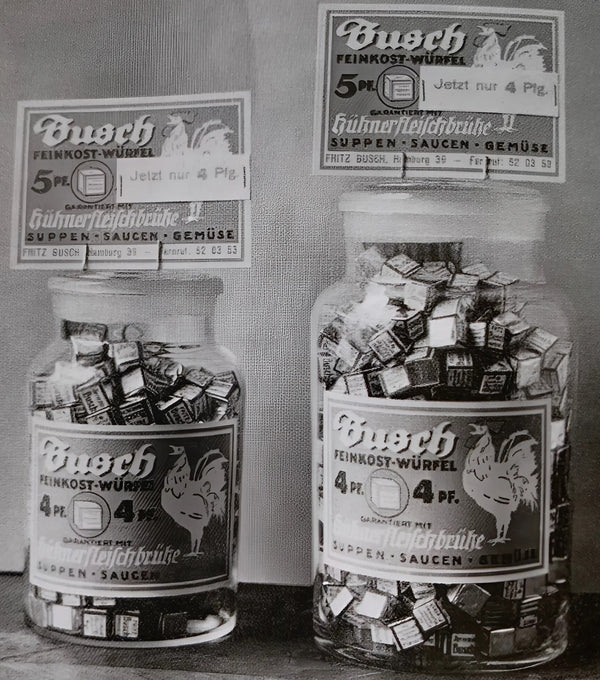 Busch
FEINKOST-WÜRFEL
5 PF.
Jetzt nur 4 Pfg.
GARANTIERT MIT
Hühnerfleischbrühe
SUPPEN · SAUCEN · GEMÜSE
FRITZ BUSCH, Hamburg 39 — Fernruf: 52 03 53
Busch
FEINKOST-WÜRFEL
5 PF.
Jetzt nur 4 Pfg.
GARANTIERT MIT
Hühnerfleischbrühe
SUPPEN · SAUCEN · GEMÜSE
FRITZ BUSCH, Hamburg 39 — Fernruf: 52 03 53
Busch
FEINKOST-WÜRFEL
4 PF. 4 PF.
GARANTIERT MIT
Hühnerfleischbrühe
SUPPEN · SAUCEN
Busch
FEINKOST-WÜRFEL
4 PF. 4 PF.
GARANTIERT MIT
Hühnerfleischbrühe
SUPPEN · SAUCEN · GEMÜSE
Busch